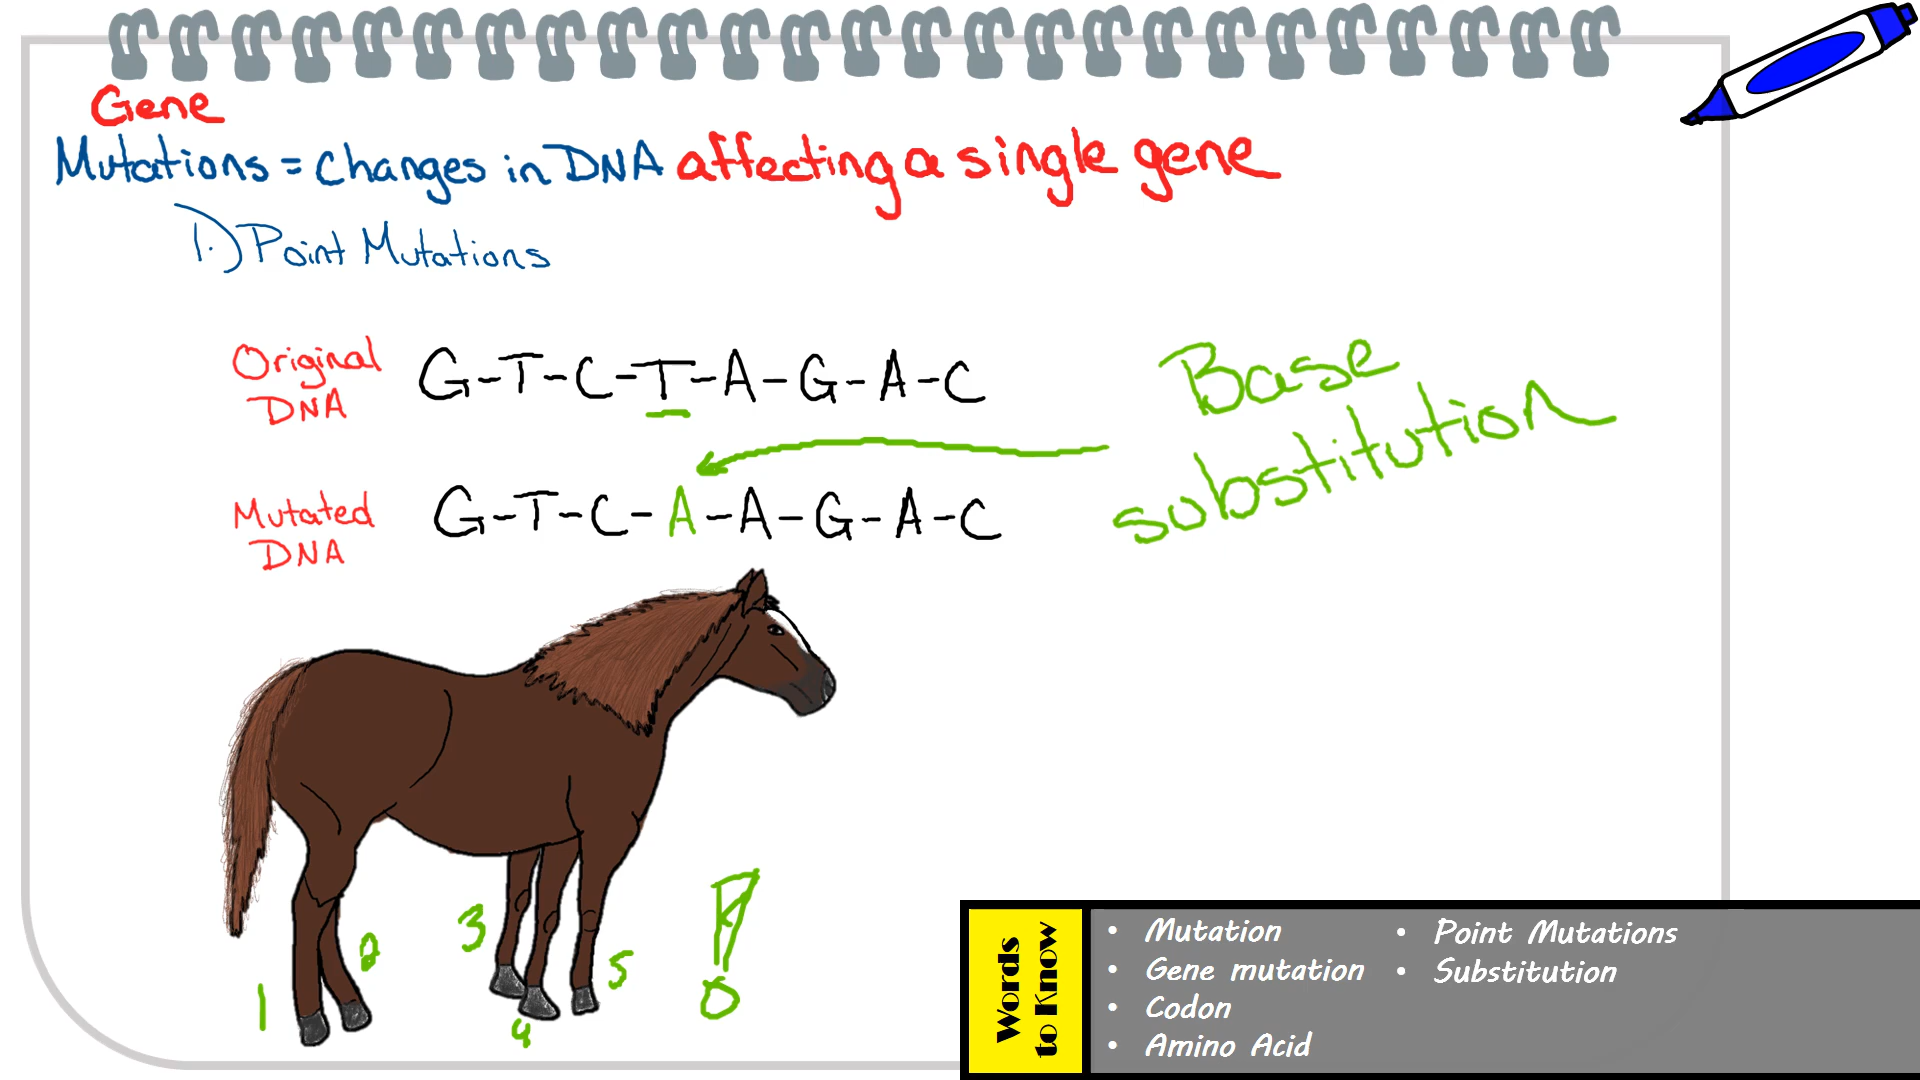 Gene
Mutations = Changes in DNA affecting a single gene
1.) Point Mutations
Original DNA
G-T-C-T-A-G-A-C
Base
substitution
Mutated DNA
G-T-C-A-A-G-A-C
1
2
3
4
5
!
Words to Know
• Mutation
• Gene mutation
• Codon
• Amino Acid
• Point Mutations
• Substitution